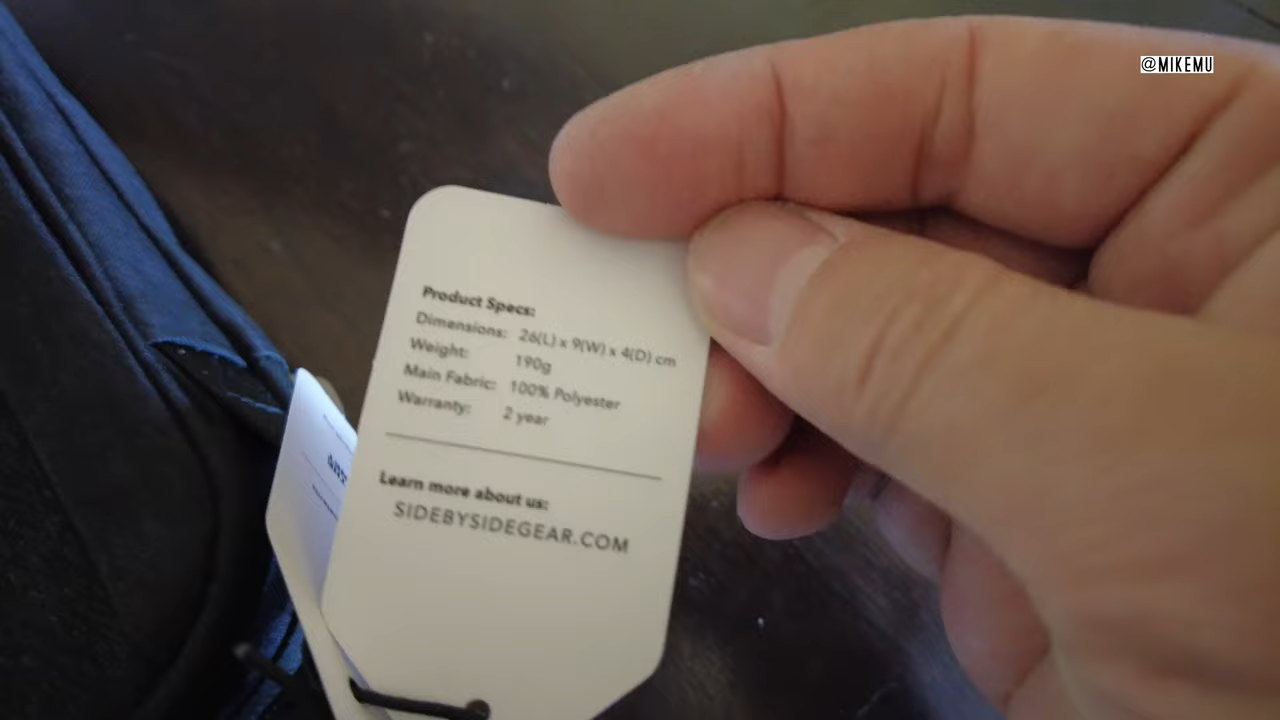 @MIKEMU
Product Specs:
Dimensions: 26(L) x 9(W) x 4(D) cm
Weight: 190g
Main Fabric: 100% Polyester
Warranty: 2 year
Learn more about us:
SIDEBYSIDEGEAR.COM